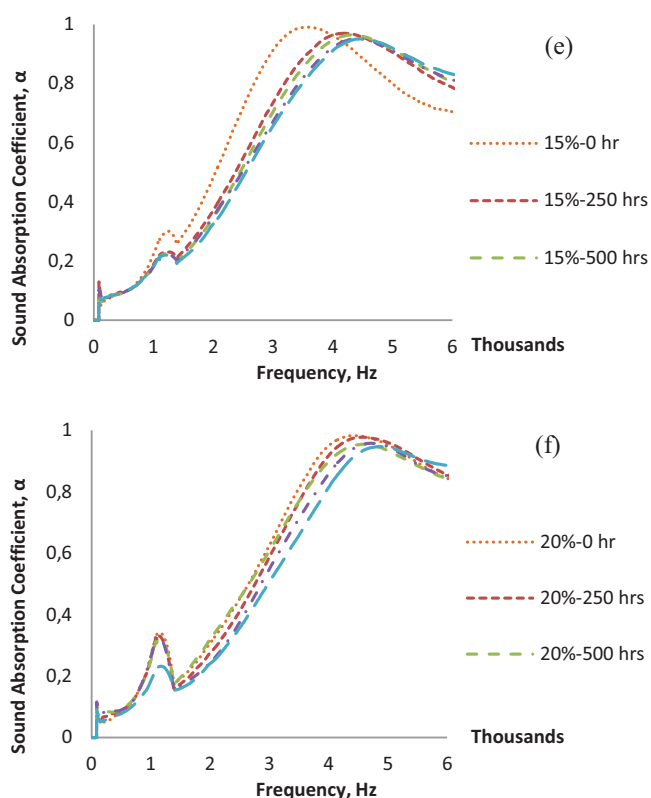 (e)
Sound Absorption Coefficient, α
1
0,8
0,6
0,4
0,2
0
0 1 2 3 4 5 6
Thousands
Frequency, Hz
15%-0 hr
15%-250 hrs
15%-500 hrs
(f)
Sound Absorption Coefficient, α
1
0,8
0,6
0,4
0,2
0
0 1 2 3 4 5 6
Thousands
Frequency, Hz
20%-0 hr
20%-250 hrs
20%-500 hrs